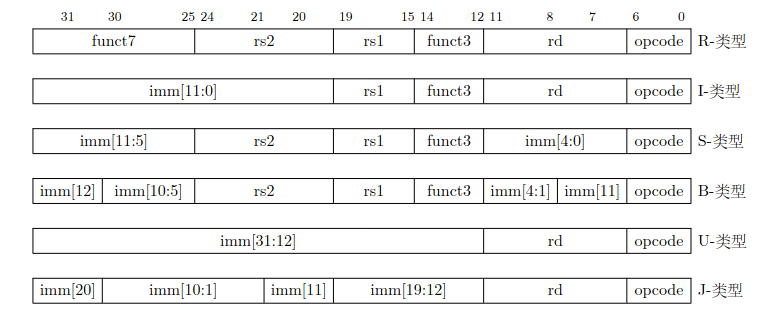 31 30 25 24 21 20 19 15 14 12 11 8 7 6 0
funct7 rs2 rs1 funct3 rd opcode R-类型
imm[11:0] rs1 funct3 rd opcode I-类型
imm[11:5] rs2 rs1 funct3 imm[4:0] opcode S-类型
imm[12] imm[10:5] rs2 rs1 funct3 imm[4:1] imm[11] opcode B-类型
imm[31:12] rd opcode U-类型
imm[20] imm[10:1] imm[11] imm[19:12] rd opcode J-类型